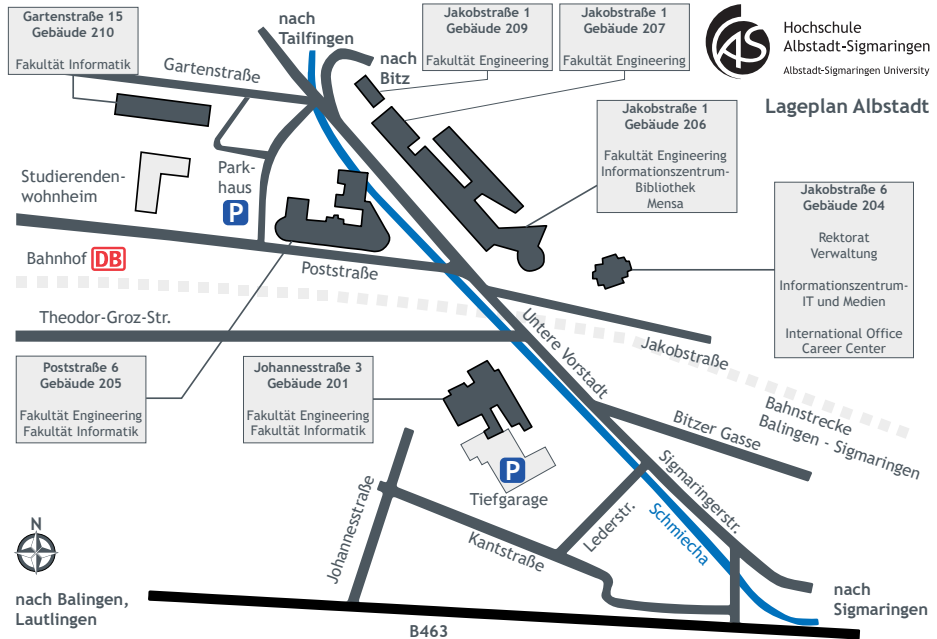 Gartenstraße 15
Gebäude 210
Fakultät Informatik
nach
Tailfingen
Jakobstraße 1
Gebäude 209
Fakultät Engineering
Jakobstraße 1
Gebäude 207
Fakultät Engineering
AS
Hochschule
Albstadt-Sigmaringen
Albstadt-Sigmaringen University
Lageplan Albstadt
nach
Bitz
Gartenstraße
Jakobstraße 1
Gebäude 206
Fakultät Engineering
Informationszentrum-
Bibliothek
Mensa
Studierenden-
wohnheim
Park-
haus
P
Jakobstraße 6
Gebäude 204
Rektorat
Verwaltung
Informationszentrum-
IT und Medien
International Office
Career Center
Bahnhof DB
Poststraße
Theodor-Groz-Str.
Untere Vorstadt
Jakobstraße
Poststraße 6
Gebäude 205
Fakultät Engineering
Fakultät Informatik
Johannesstraße 3
Gebäude 201
Fakultät Engineering
Fakultät Informatik
Bitzer Gasse
Bahnstrecke
Balingen - Sigmaringen
P
Tiefgarage
Sigmaringerstr.
Schmiecha
Lederstr.
Johannesstraße
Kantstraße
N
nach Balingen,
Lautlingen
B463
nach
Sigmaringen